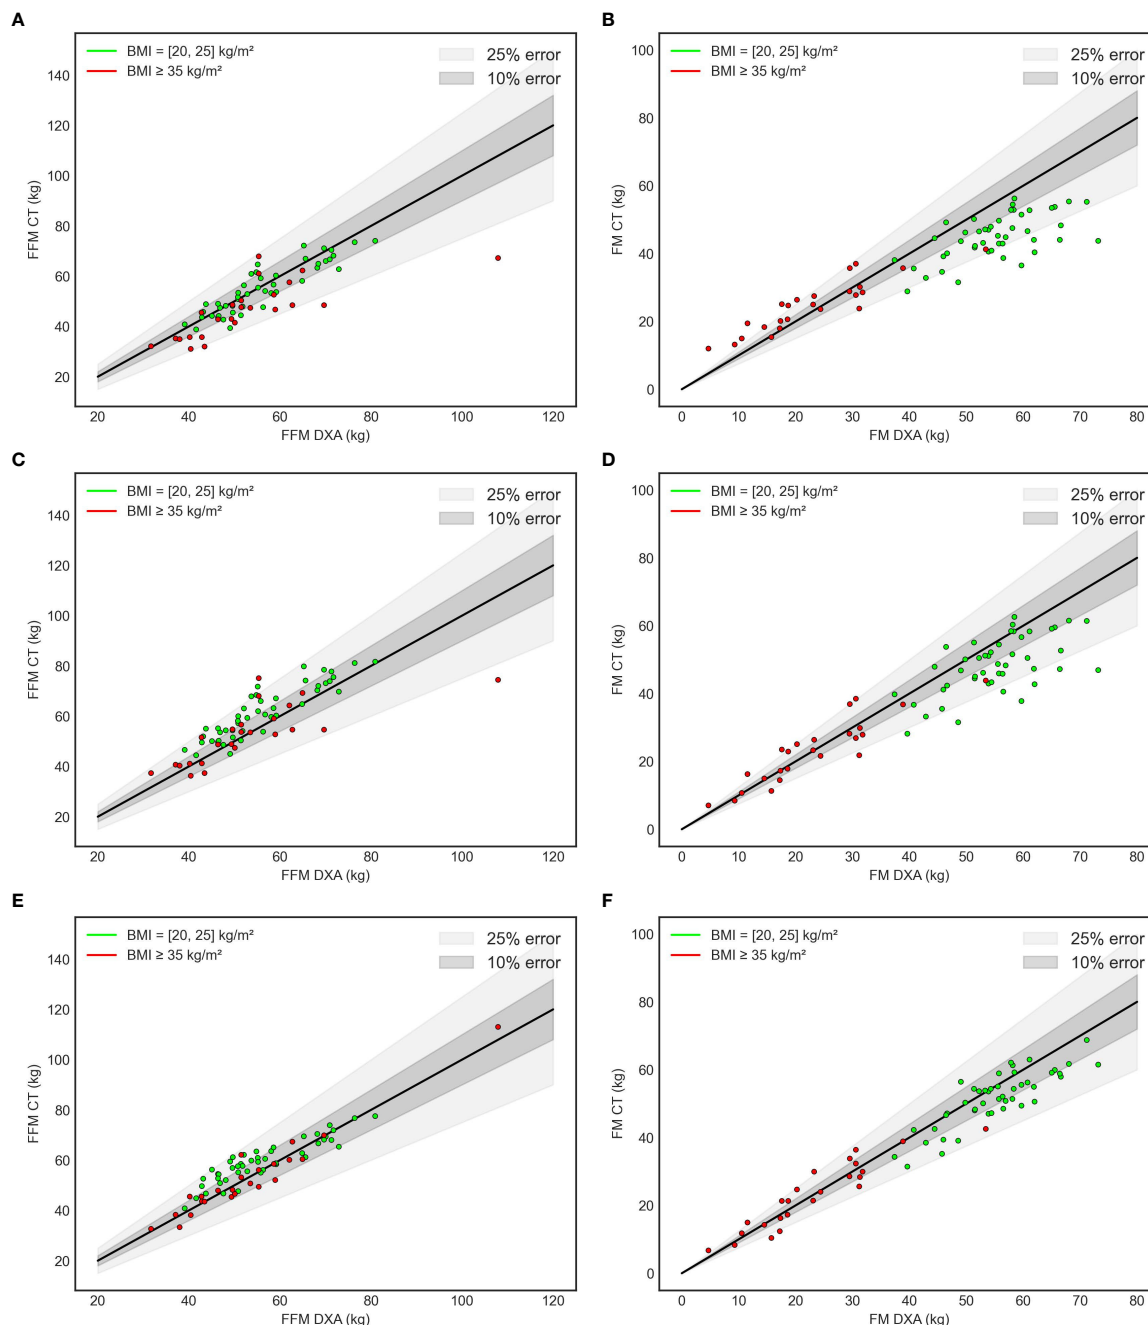 A
BMI = [20, 25] kg/m²
BMI ≥ 35 kg/m²
25% error
10% error
140
120
100
80
60
40
20
FFM CT (kg)
20 40 60 80 100 120
FFM DXA (kg)
B
BMI = [20, 25] kg/m²
BMI ≥ 35 kg/m²
25% error
10% error
100
80
60
40
20
0
FM CT (kg)
0 10 20 30 40 50 60 70 80
FM DXA (kg)
C
BMI = [20, 25] kg/m²
BMI ≥ 35 kg/m²
25% error
10% error
140
120
100
80
60
40
20
FFM CT (kg)
20 40 60 80 100 120
FFM DXA (kg)
D
BMI = [20, 25] kg/m²
BMI ≥ 35 kg/m²
25% error
10% error
100
80
60
40
20
0
FM CT (kg)
0 10 20 30 40 50 60 70 80
FM DXA (kg)
E
BMI = [20, 25] kg/m²
BMI ≥ 35 kg/m²
25% error
10% error
140
120
100
80
60
40
20
FFM CT (kg)
20 40 60 80 100 120
FFM DXA (kg)
F
BMI = [20, 25] kg/m²
BMI ≥ 35 kg/m²
25% error
10% error
100
80
60
40
20
0
FM CT (kg)
0 10 20 30 40 50 60 70 80
FM DXA (kg)